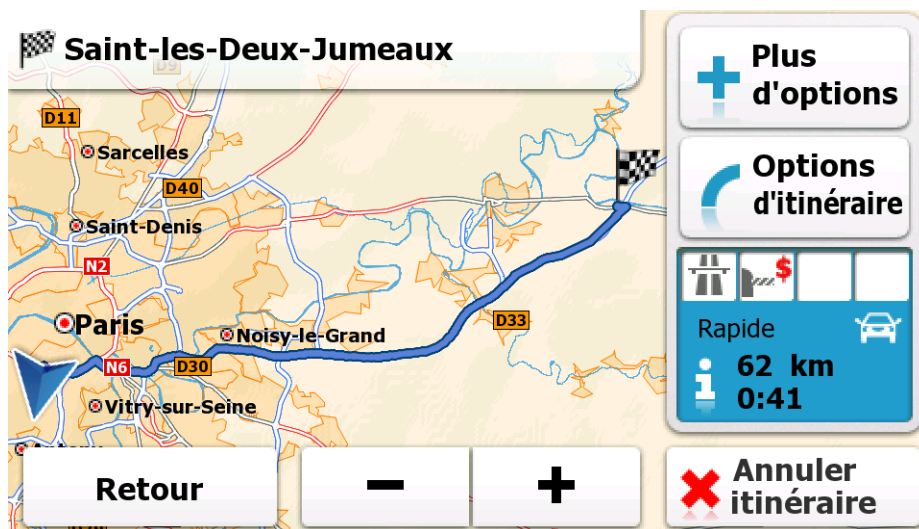 Saint-les-Deux-Jumeaux
D9
D11
Sarcelles
D40
Saint-Denis
N2
Paris
Noisy-le-Grand
D33
N6
D30
Vitry-sur-Seine
Plus
d'options
Options
d'itinéraire
$
Rapide
62 km
0:41
Retour
−
+
Annuler
itinéraire